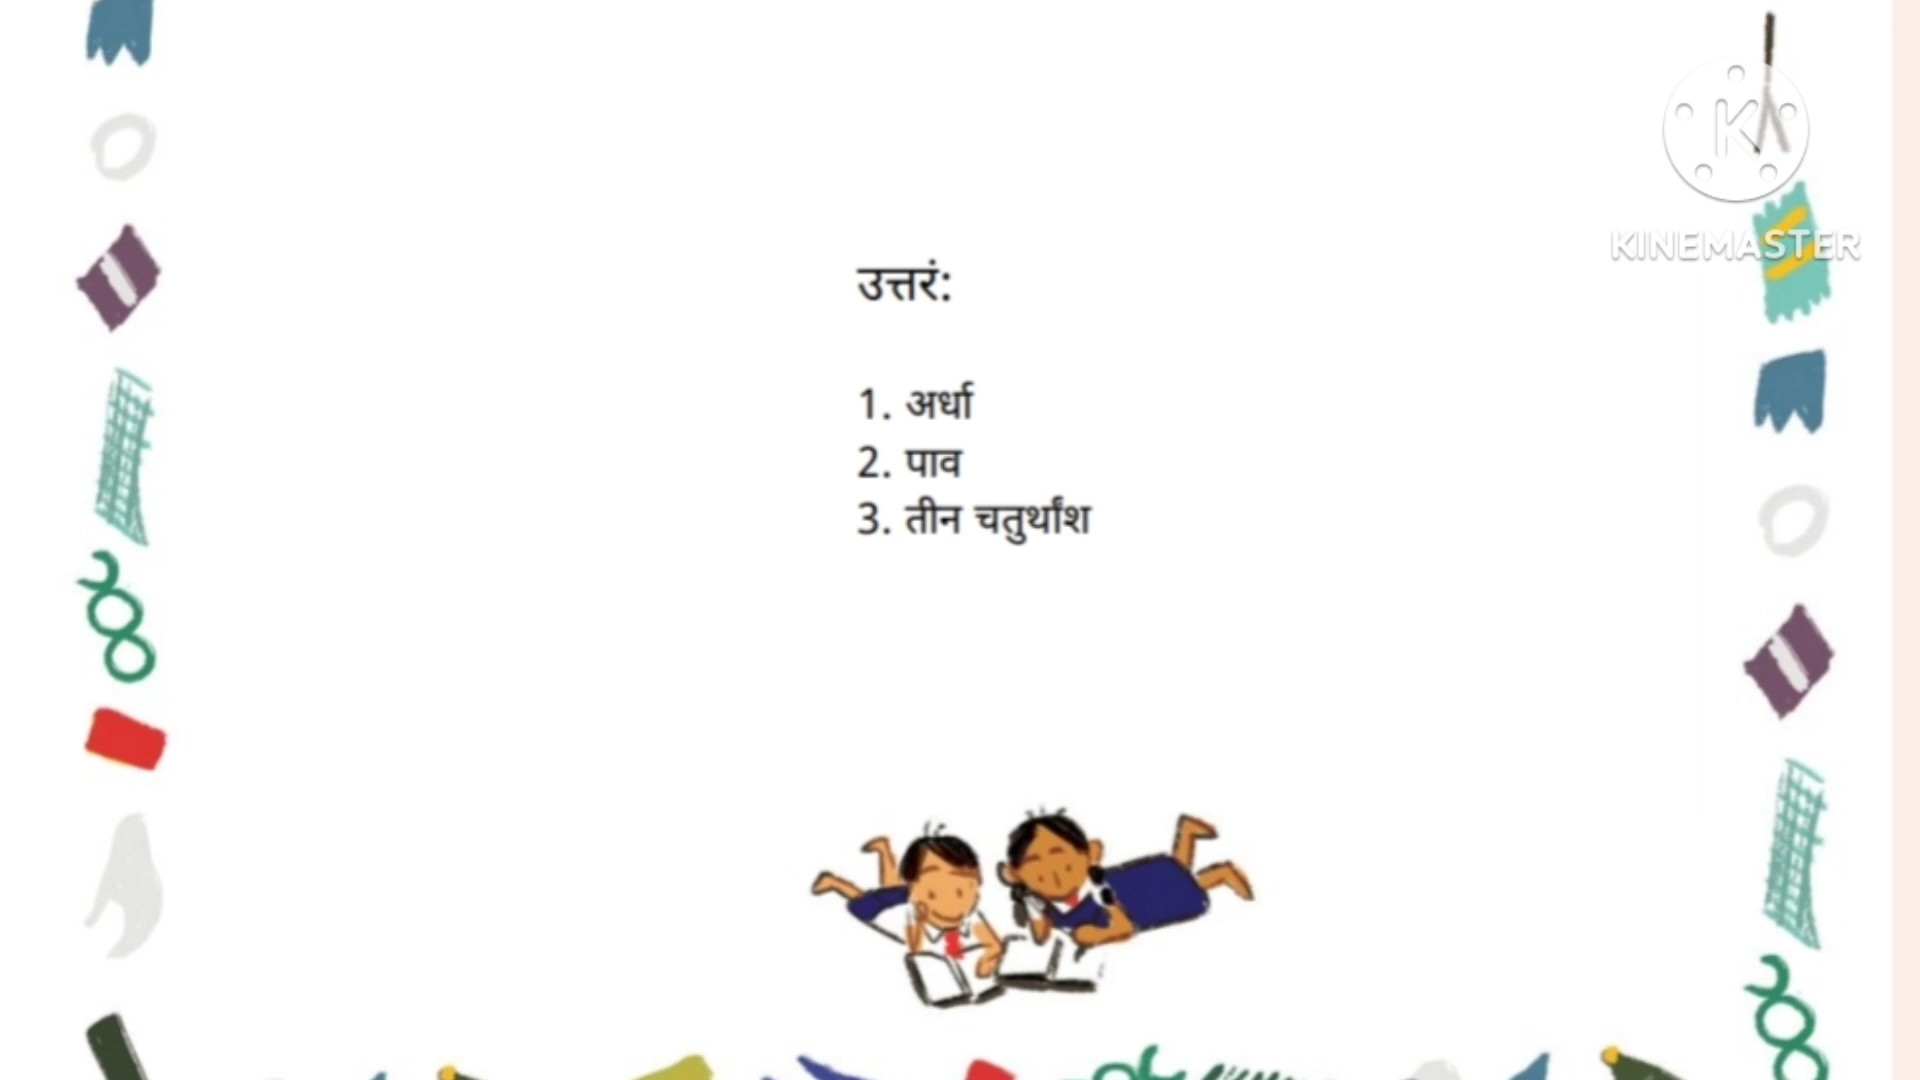 KINEMASTER
उत्तरं:
1. अर्धा
2. पाव
3. तीन चतुर्थांश